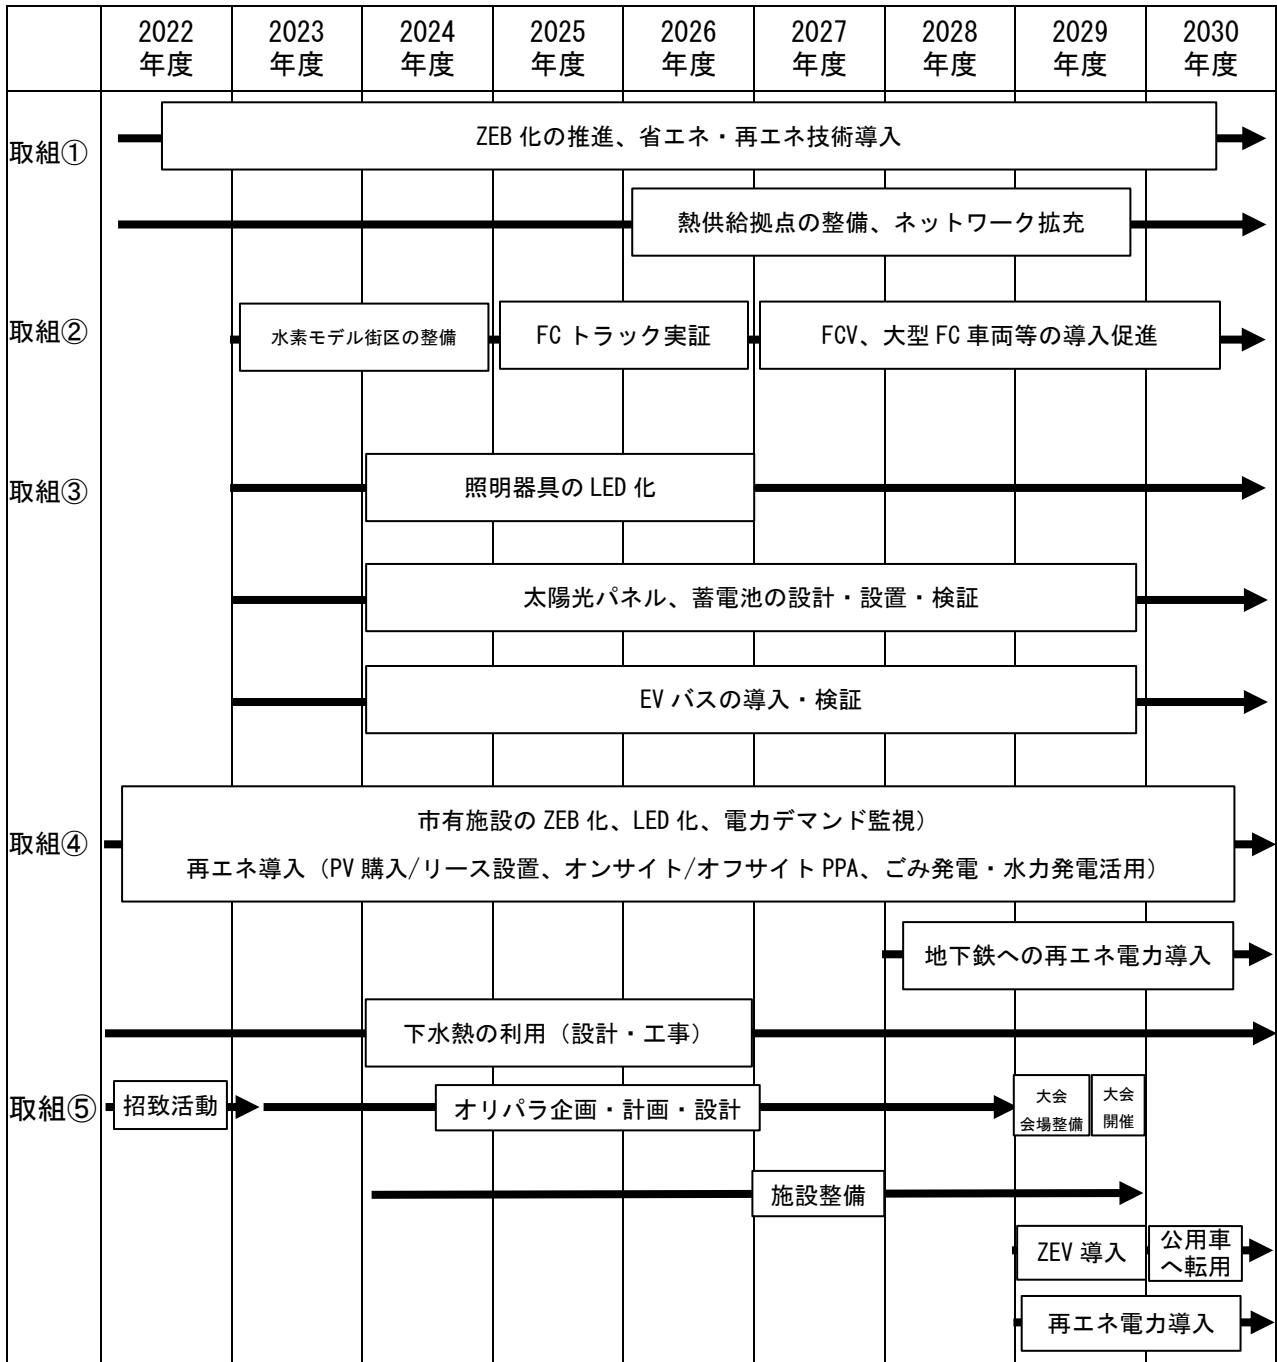 2022
年度
2023
年度
2024
年度
2025
年度
2026
年度
2027
年度
2028
年度
2029
年度
2030
年度
取組①
ZEB 化の推進、省エネ・再エネ技術導入
熱供給拠点の整備、ネットワーク拡充
取組②
水素モデル街区の整備
FC トラック実証
FCV、大型 FC 車両等の導入促進
取組③
照明器具の LED 化
太陽光パネル、蓄電池の設計・設置・検証
EV バスの導入・検証
取組④
市有施設の ZEB 化、LED 化、電力デマンド監視）
再エネ導入（PV 購入/リース設置、オンサイト/オフサイト PPA、ごみ発電・水力発電活用）
地下鉄への再エネ電力導入
下水熱の利用（設計・工事）
取組⑤
招致活動
オリパラ企画・計画・設計
大会
会場整備
大会
開催
施設整備
ZEV 導入
公用車
へ転用
再エネ電力導入